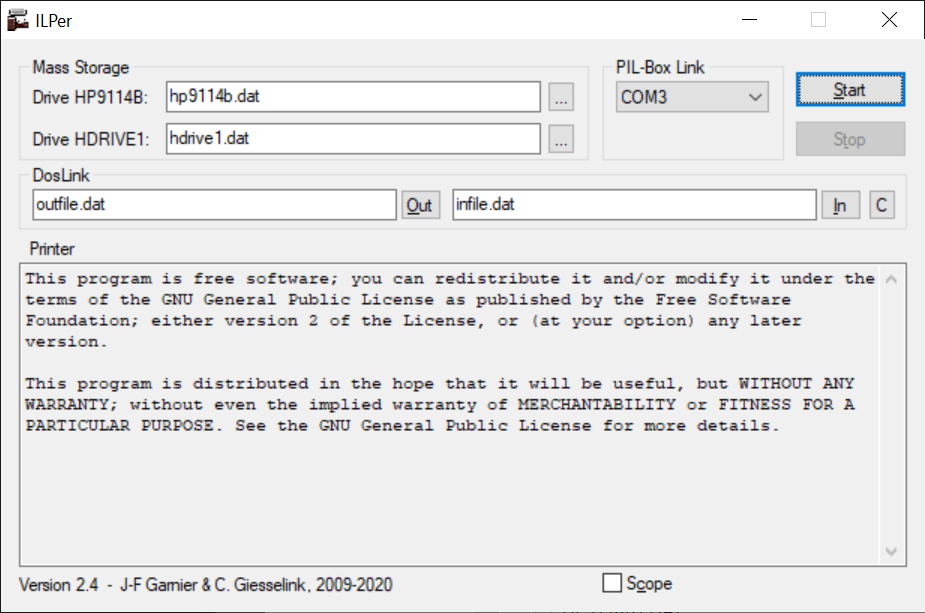 ILPer
Mass Storage
Drive HP9114B: hp9114b.dat ...
Drive HDRIVE1: hdrive1.dat ...
PIL-Box Link
COM3
Start
Stop
DosLink
outfile.dat Out infile.dat In C
Printer
This program is free software; you can redistribute it and/or modify it under the
terms of the GNU General Public License as published by the Free Software
Foundation; either version 2 of the License, or (at your option) any later
version.
This program is distributed in the hope that it will be useful, but WITHOUT ANY
WARRANTY; without even the implied warranty of MERCHANTABILITY or FITNESS FOR A
PARTICULAR PURPOSE. See the GNU General Public License for more details.
Version 2.4 - J-F Garnier & C. Giesselink, 2009-2020
Scope